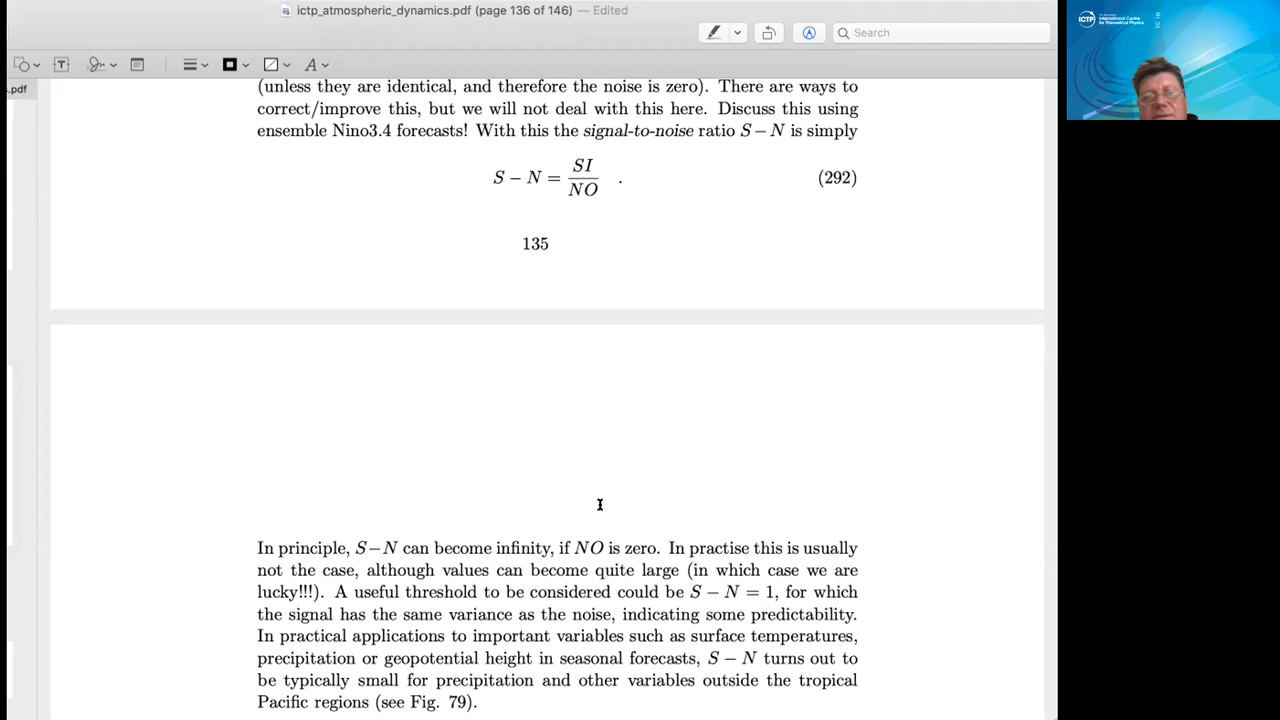 ictp_atmospheric_dynamics.pdf (page 136 of 146) — Edited
Search
.pdf
(unless they are identical, and therefore the noise is zero). There are ways to
correct/improve this, but we will not deal with this here. Discuss this using
ensemble Nino3.4 forecasts! With this the signal-to-noise ratio S − N is simply
S − N = SI/NO . (292)
135
In principle, S−N can become infinity, if NO is zero. In practise this is usually
not the case, although values can become quite large (in which case we are
lucky!!!). A useful threshold to be considered could be S − N = 1, for which
the signal has the same variance as the noise, indicating some predictability.
In practical applications to important variables such as surface temperatures,
precipitation or geopotential height in seasonal forecasts, S − N turns out to
be typically small for precipitation and other variables outside the tropical
Pacific regions (see Fig. 79).
ICTP
International Centre
for Theoretical Physics